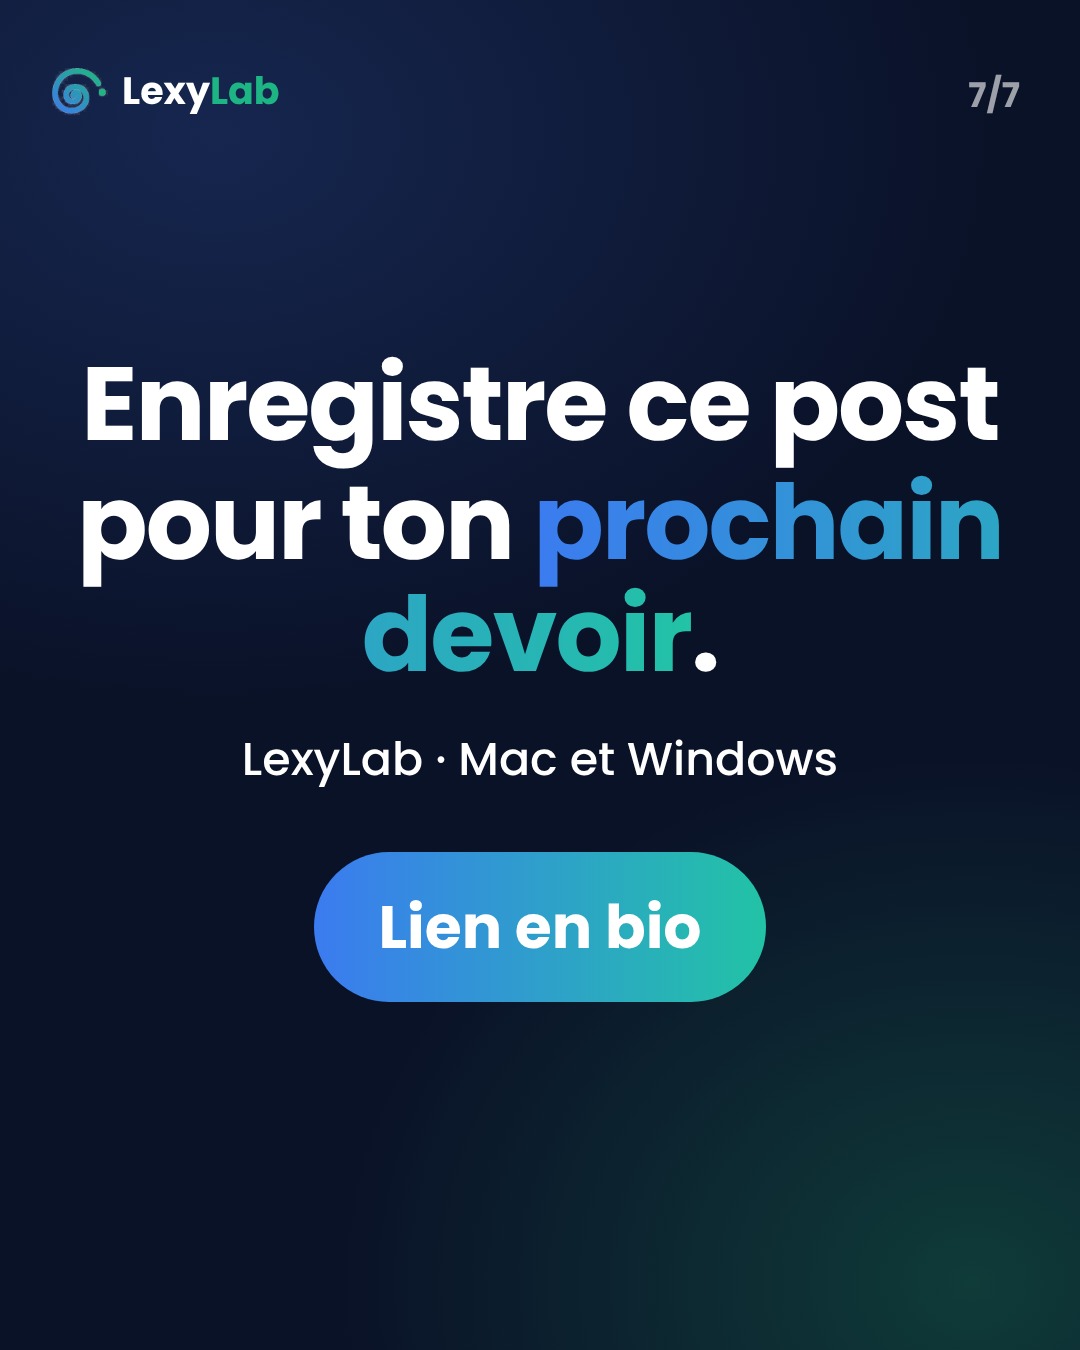 LexyLab
7/7
Enregistre ce post
pour ton prochain
devoir.
LexyLab · Mac et Windows
Lien en bio